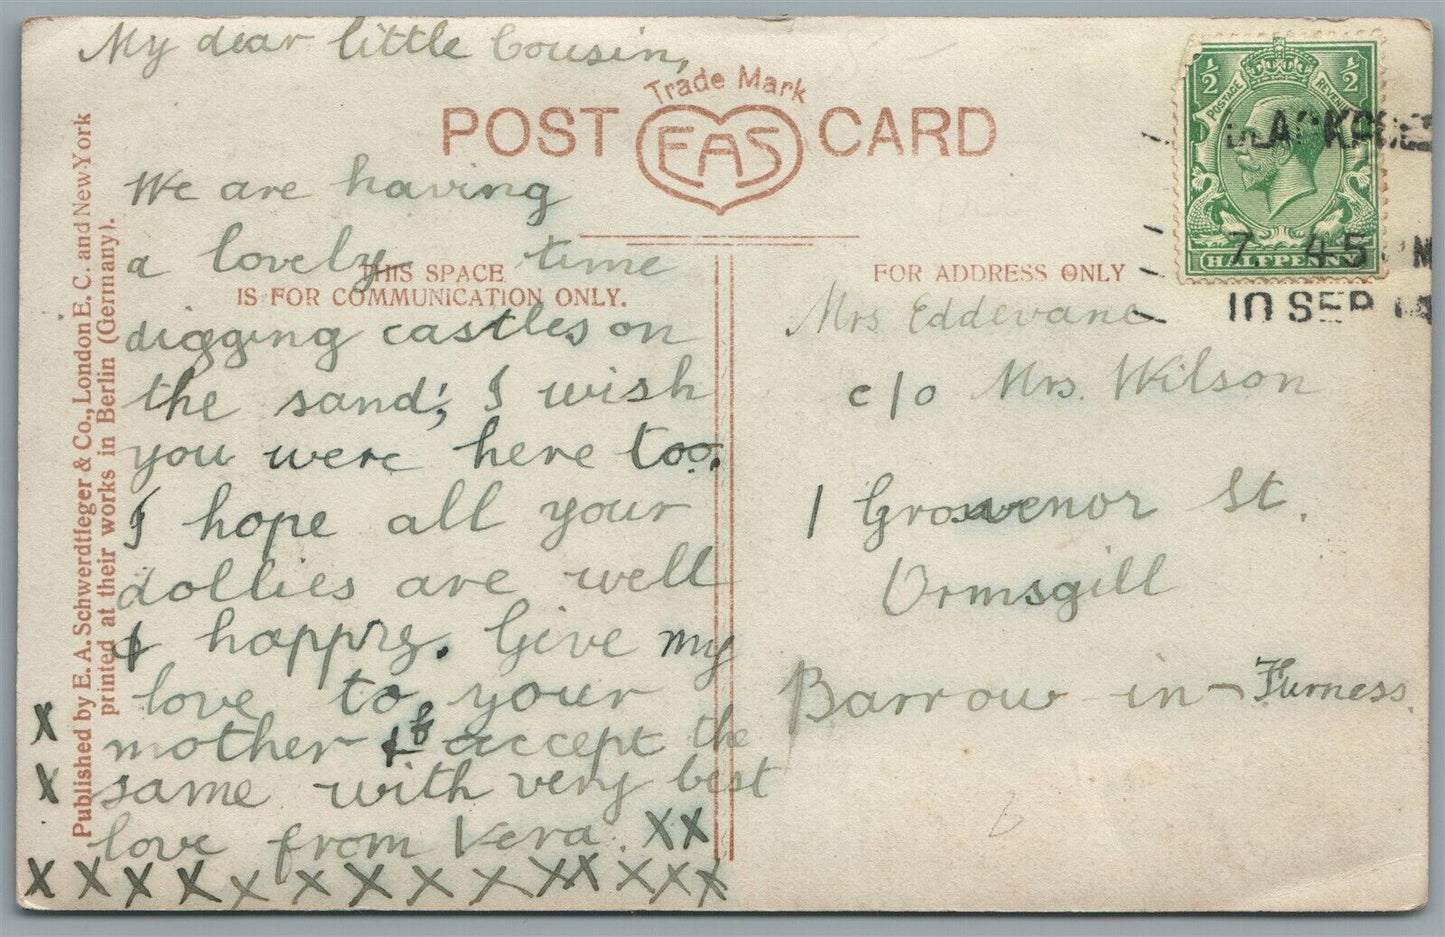 My dear little Cousin,
Trade Mark
POST EAS CARD
We are having
a lovely time
THIS SPACE
IS FOR COMMUNICATION ONLY.
digging castles on
the sand; I wish
you were here too.
I hope all your
dollies are well
& happy. Give my
love to your
mother & accept the
same with very best
love from Vera. XX
X
X
X X X X X X X X X X X X X X
Published by E. A. Schwerdtfeger & Co., London E. C. and New-York
printed at their works in Berlin (Germany).
FOR ADDRESS ONLY
Mrs Eddevane
c/o Mrs. Wilson
1 Grosvenor St.
Ormsgill
Barrow-in-Furness.
½ ½
POSTAGE REVENUE
HALFPENNY
BLACKPOOL
7. 45 PM
10 SEP